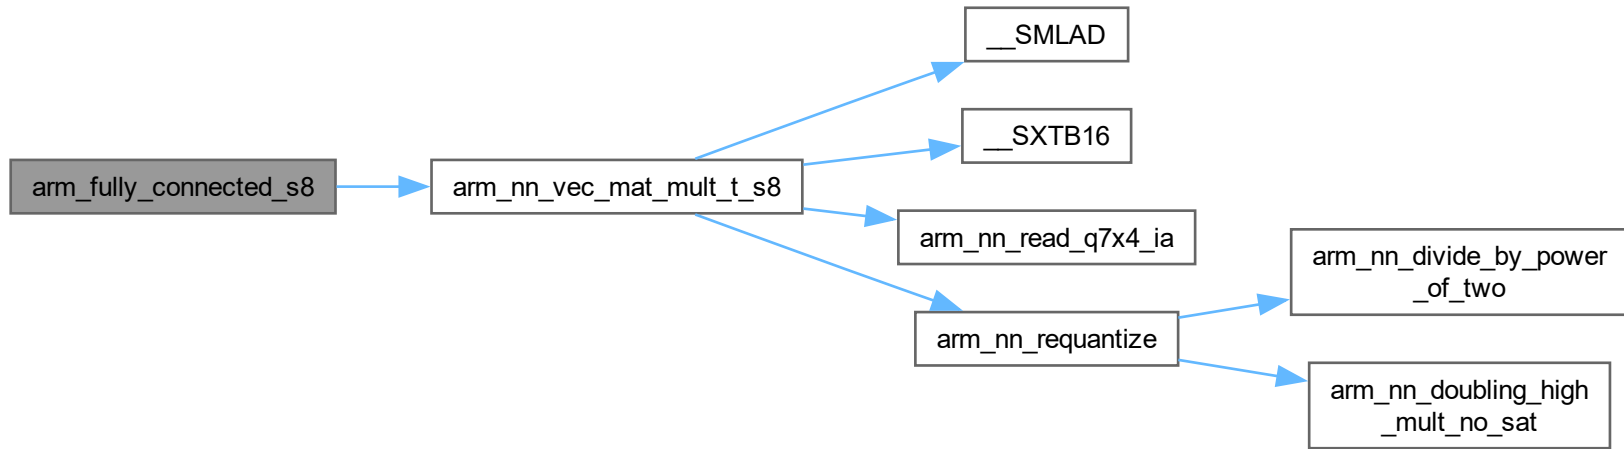 __SMLAD
__SXTB16
arm_fully_connected_s8
arm_nn_vec_mat_mult_t_s8
arm_nn_read_q7x4_ia
arm_nn_divide_by_power
_of_two
arm_nn_requantize
arm_nn_doubling_high
_mult_no_sat